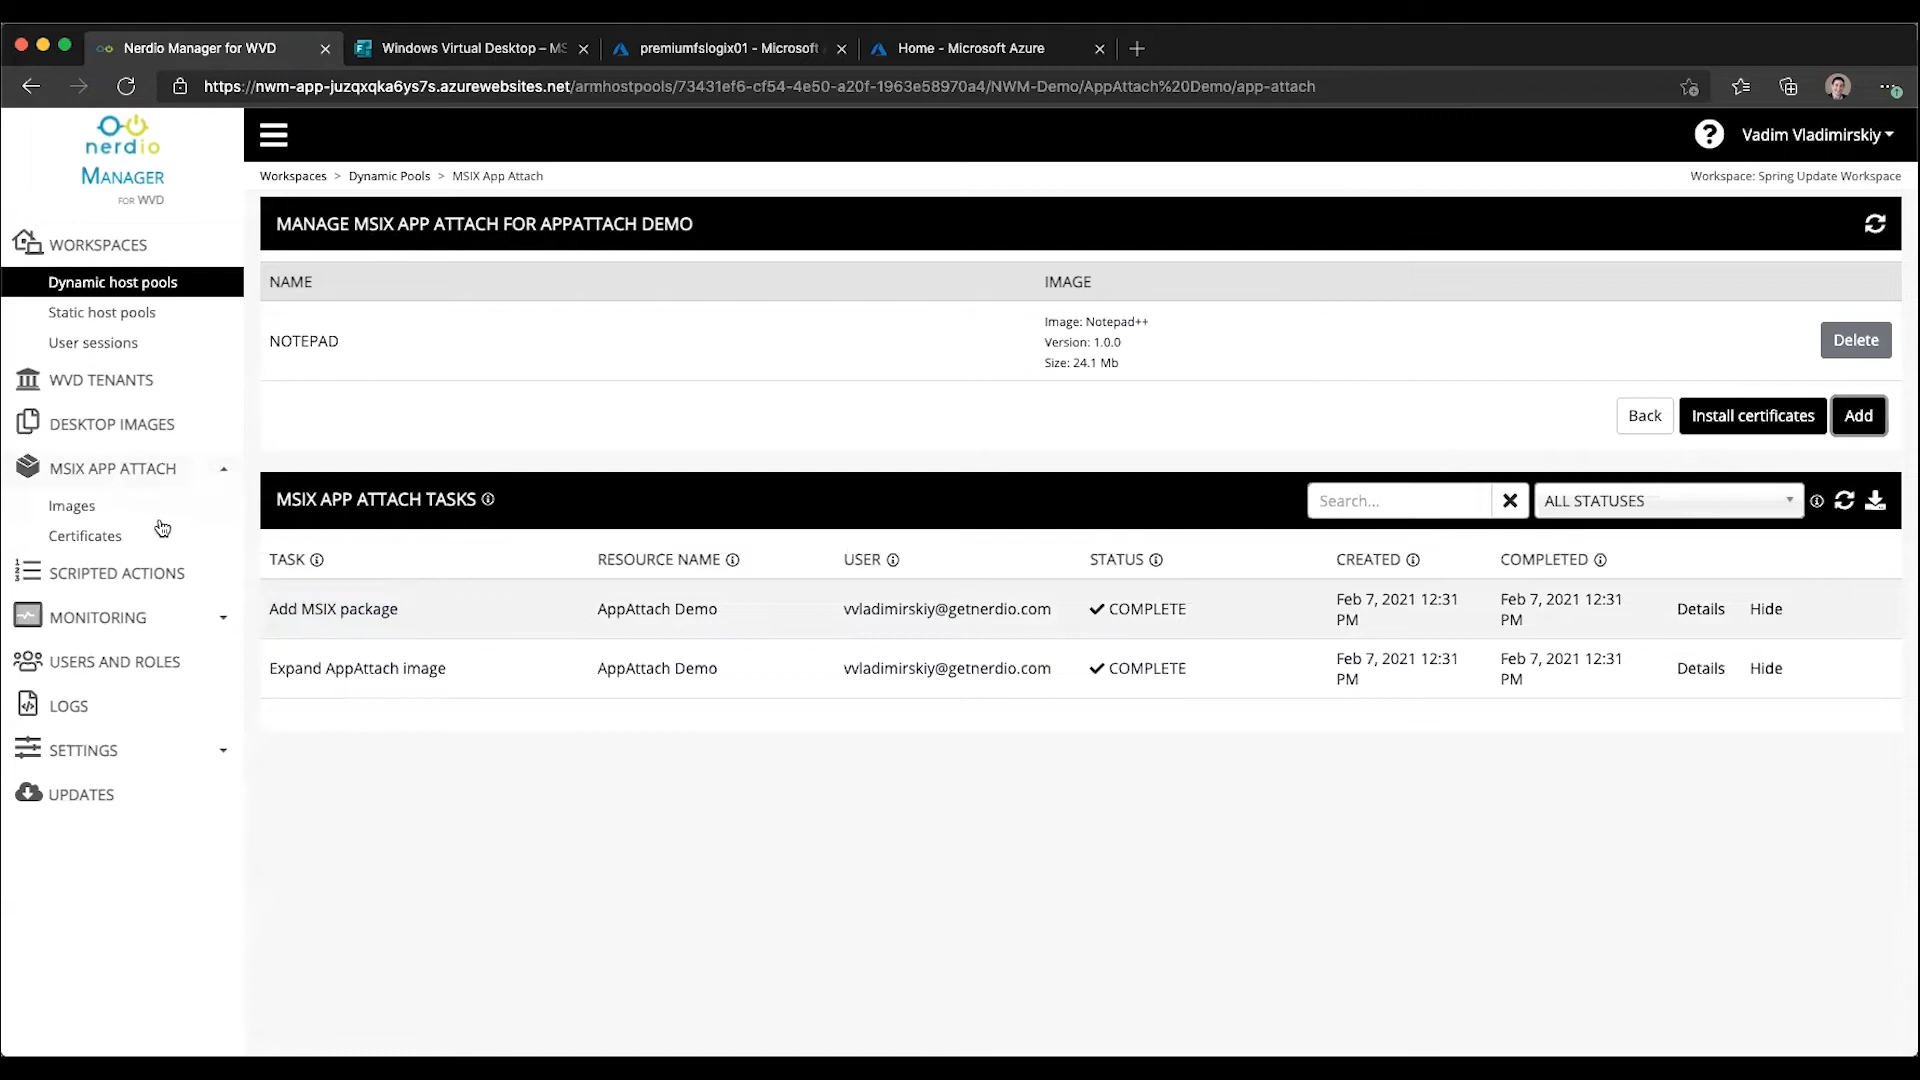 Nerdio Manager for WVD
Windows Virtual Desktop – MS
premiumfslogix01 - Microsoft
Home - Microsoft Azure
https://nwm-app-juzqxqka6ys7s.azurewebsites.net/armhostpools/73431ef6-cf54-4e50-a20f-1963e58970a4/NWM-Demo/AppAttach%20Demo/app-attach
nerdio
MANAGER
FOR WVD
Vadim Vladimirskiy
Workspaces > Dynamic Pools > MSIX App Attach
Workspace: Spring Update Workspace
WORKSPACES
Dynamic host pools
Static host pools
User sessions
WVD TENANTS
DESKTOP IMAGES
MSIX APP ATTACH
Images
Certificates
SCRIPTED ACTIONS
MONITORING
USERS AND ROLES
LOGS
SETTINGS
UPDATES
MANAGE MSIX APP ATTACH FOR APPATTACH DEMO
NAME IMAGE
NOTEPAD
Image: Notepad++
Version: 1.0.0
Size: 24.1 Mb
Delete
Back Install certificates Add
MSIX APP ATTACH TASKS
Search...
ALL STATUSES
TASK RESOURCE NAME USER STATUS CREATED COMPLETED
Add MSIX package AppAttach Demo vvladimirskiy@getnerdio.com COMPLETE Feb 7, 2021 12:31 PM Feb 7, 2021 12:31 PM Details Hide
Expand AppAttach image AppAttach Demo vvladimirskiy@getnerdio.com COMPLETE Feb 7, 2021 12:31 PM Feb 7, 2021 12:31 PM Details Hide